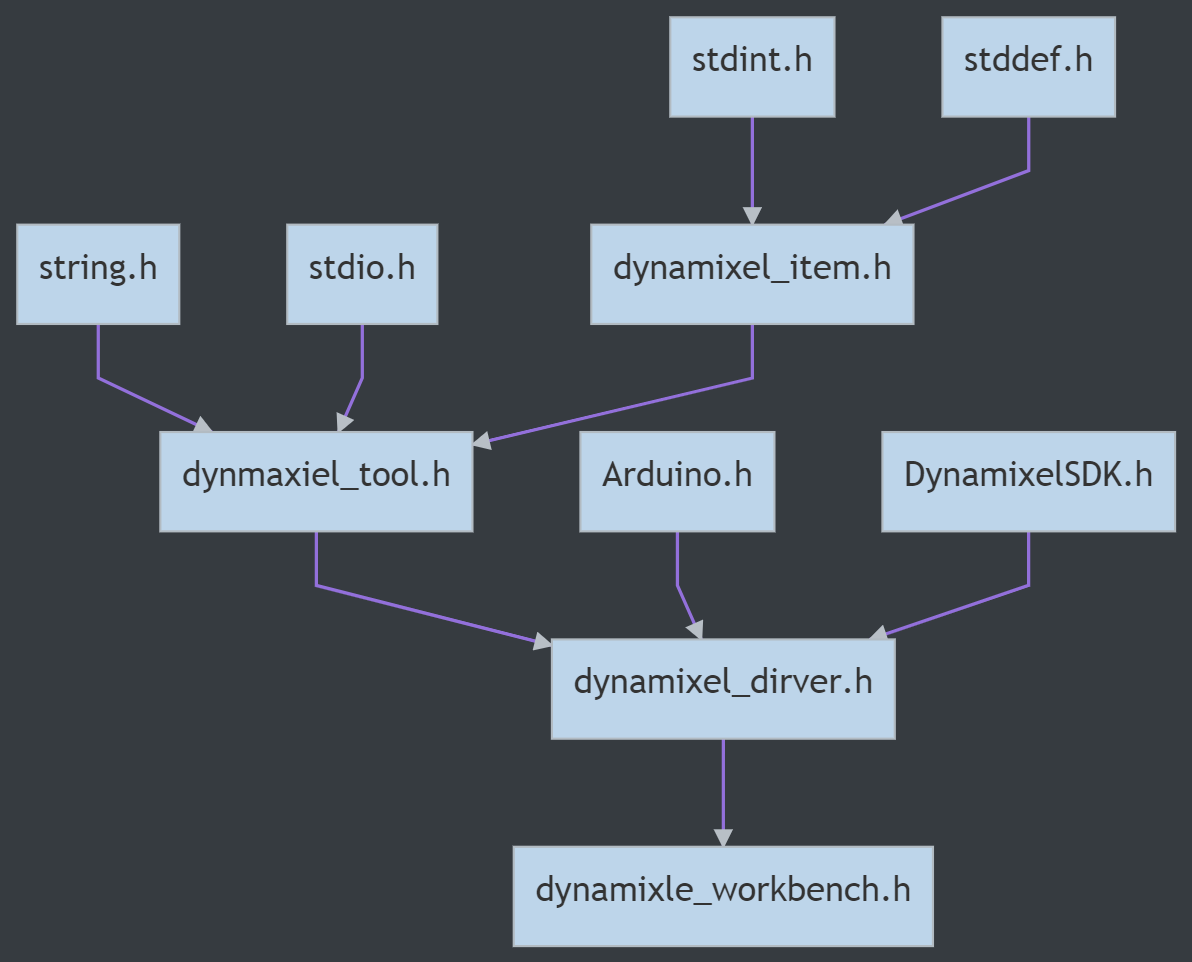 stdint.h
stddef.h
string.h
stdio.h
dynamixel_item.h
dynmaxiel_tool.h
Arduino.h
DynamixelSDK.h
dynamixel_dirver.h
dynamixle_workbench.h